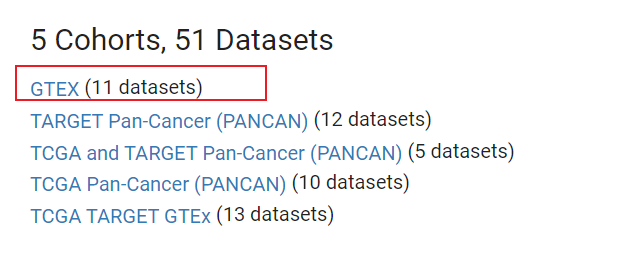 5 Cohorts, 51 Datasets
GTEX (11 datasets)
TARGET Pan-Cancer (PANCAN) (12 datasets)
TCGA and TARGET Pan-Cancer (PANCAN) (5 datasets)
TCGA Pan-Cancer (PANCAN) (10 datasets)
TCGA TARGET GTEx (13 datasets)